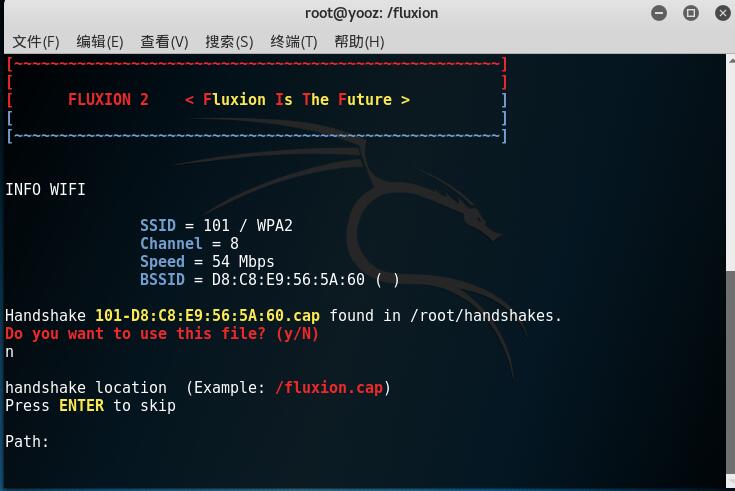 root@yooz: /fluxion
文件(F) 编辑(E) 查看(V) 搜索(S) 终端(T) 帮助(H)
[~~~~~~~~~~~~~~~~~~~~~~~~~~~~~~~~~~~~~~~~~~~~~~~~~~~~~~]
[ ]
[ FLUXION 2 < Fluxion Is The Future > ]
[ ]
[~~~~~~~~~~~~~~~~~~~~~~~~~~~~~~~~~~~~~~~~~~~~~~~~~~~~~~]
INFO WIFI
SSID = 101 / WPA2
Channel = 8
Speed = 54 Mbps
BSSID = D8:C8:E9:56:5A:60 ( )
Handshake 101-D8:C8:E9:56:5A:60.cap found in /root/handshakes.
Do you want to use this file? (y/N)
n
handshake location (Example: /fluxion.cap)
Press ENTER to skip
Path: